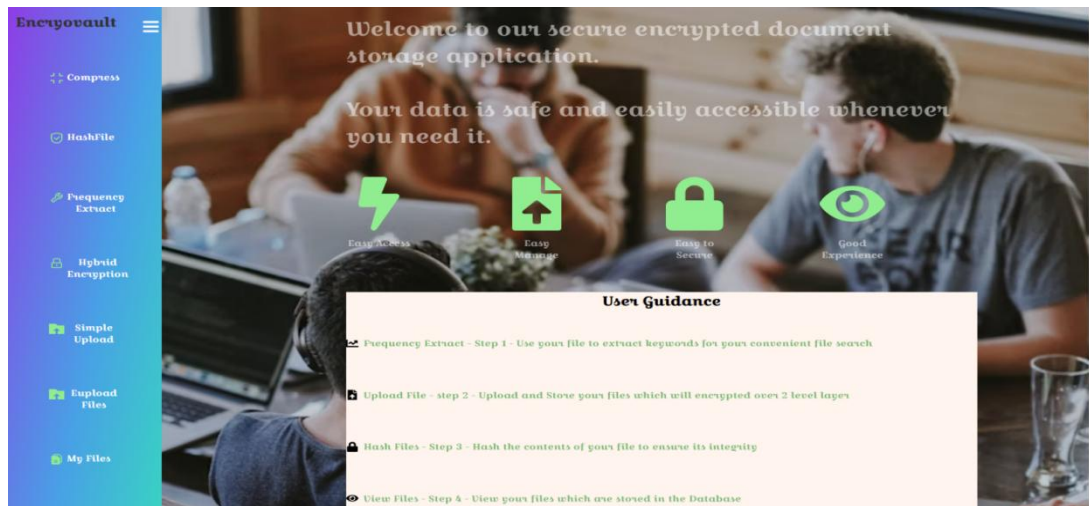 Encryovault
Compress
HashFile
Frequency
Extract
Hybrid
Encryption
Simple
Upload
Eupload
Files
My Files
Welcome to our secure encrypted document
storage application.
Your data is safe and easily accessible whenever
you need it.
Easy Access
Easy
Manage
Easy to
Secure
Good
Experience
User Guidance
Frequency Extract - Step 1 - Use your file to extract keywords for your convenient file search
Upload File - step 2 - Upload and Store your files which will encrypted over 2 level layer
Hash Files - Step 3 - Hash the contents of your file to ensure its integrity
View Files - Step 4 - View your files which are stored in the Database